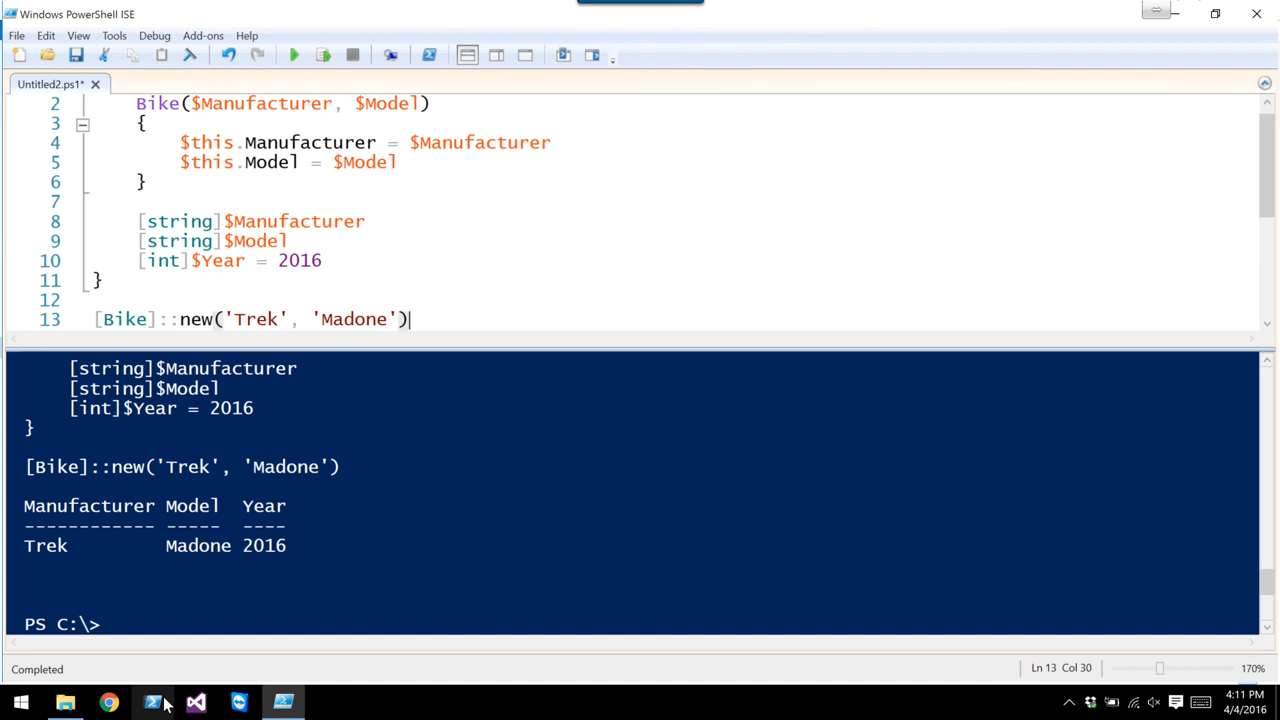 Windows PowerShell ISE
File Edit View Tools Debug Add-ons Help
Untitled2.ps1*
2 Bike($Manufacturer, $Model)
3 {
4 $this.Manufacturer = $Manufacturer
5 $this.Model = $Model
6 }
7
8 [string]$Manufacturer
9 [string]$Model
10 [int]$Year = 2016
11 }
12
13 [Bike]::new('Trek', 'Madone')
[string]$Manufacturer
[string]$Model
[int]$Year = 2016
}
[Bike]::new('Trek', 'Madone')
Manufacturer Model Year
------------ ----- ----
Trek Madone 2016
PS C:\>
Completed Ln 13 Col 30 170%
4:11 PM
4/4/2016